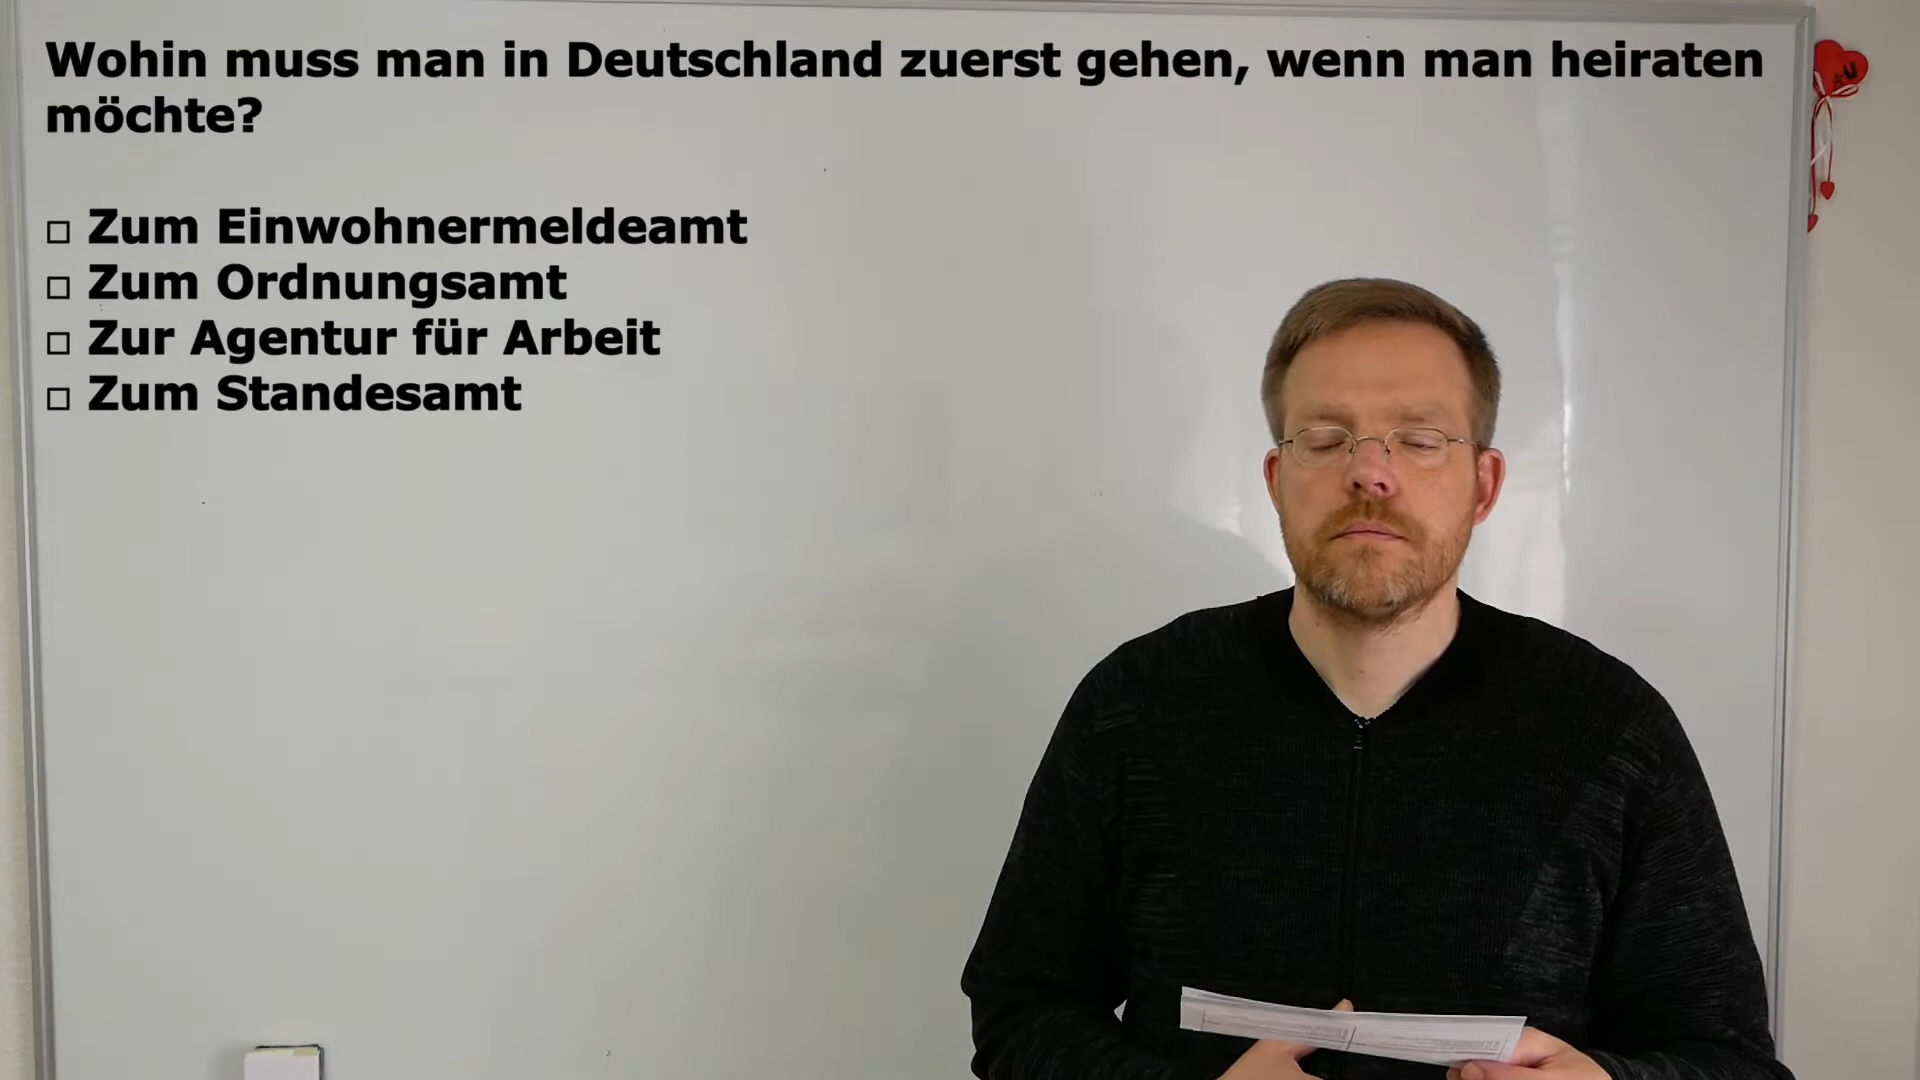 Wohin muss man in Deutschland zuerst gehen, wenn man heiraten
möchte?
□ Zum Einwohnermeldeamt
□ Zum Ordnungsamt
□ Zur Agentur für Arbeit
□ Zum Standesamt